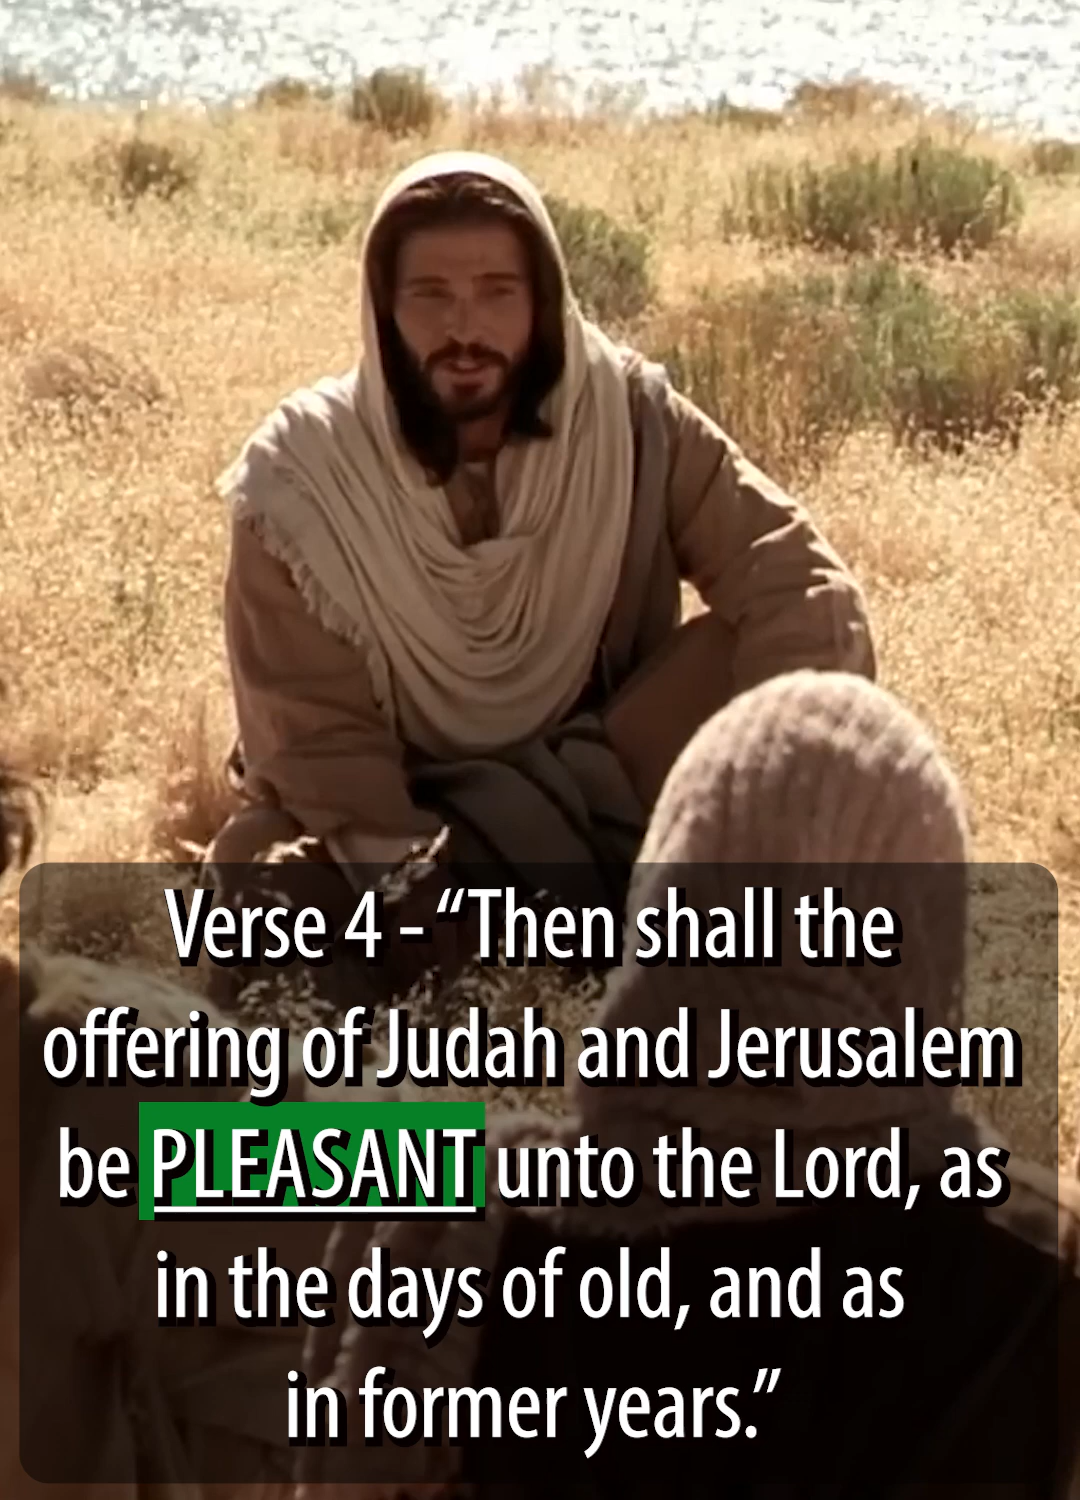 Verse 4 - “Then shall the
offering of Judah and Jerusalem
be PLEASANT unto the Lord, as
in the days of old, and as
in former years.”